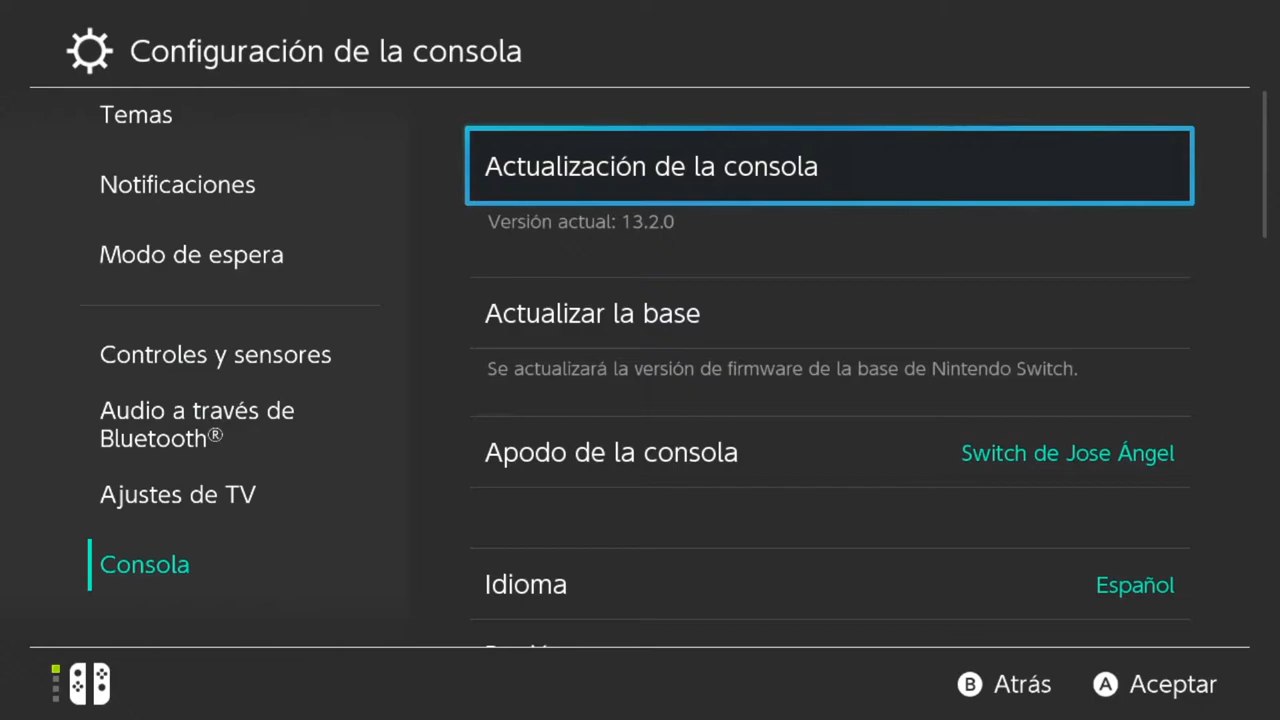 Configuración de la consola
Temas
Notificaciones
Modo de espera
Controles y sensores
Audio a través de
Bluetooth®
Ajustes de TV
Consola
Actualización de la consola
Versión actual: 13.2.0
Actualizar la base
Se actualizará la versión de firmware de la base de Nintendo Switch.
Apodo de la consola Switch de Jose Ángel
Idioma Español
B Atrás A Aceptar